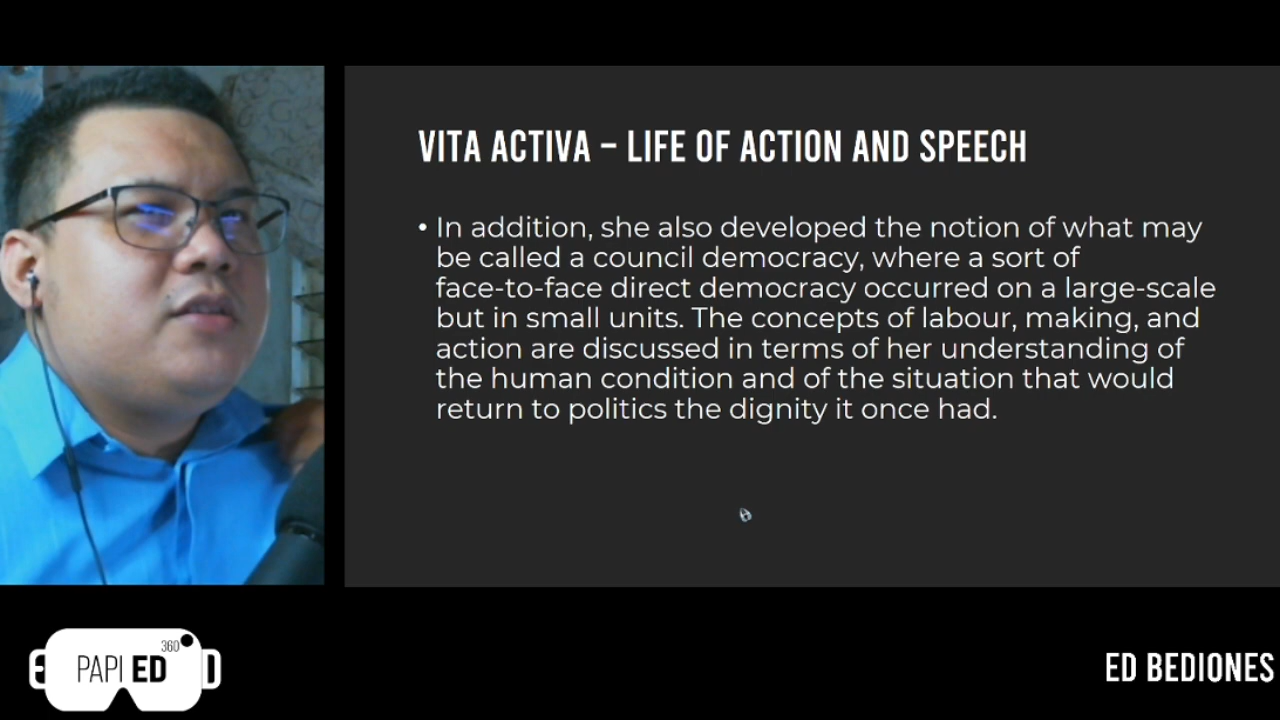 VITA ACTIVA – LIFE OF ACTION AND SPEECH
• In addition, she also developed the notion of what may
be called a council democracy, where a sort of
face-to-face direct democracy occurred on a large-scale
but in small units. The concepts of labour, making, and
action are discussed in terms of her understanding of
the human condition and of the situation that would
return to politics the dignity it once had.
360
PAPI ED
ED BEDIONES